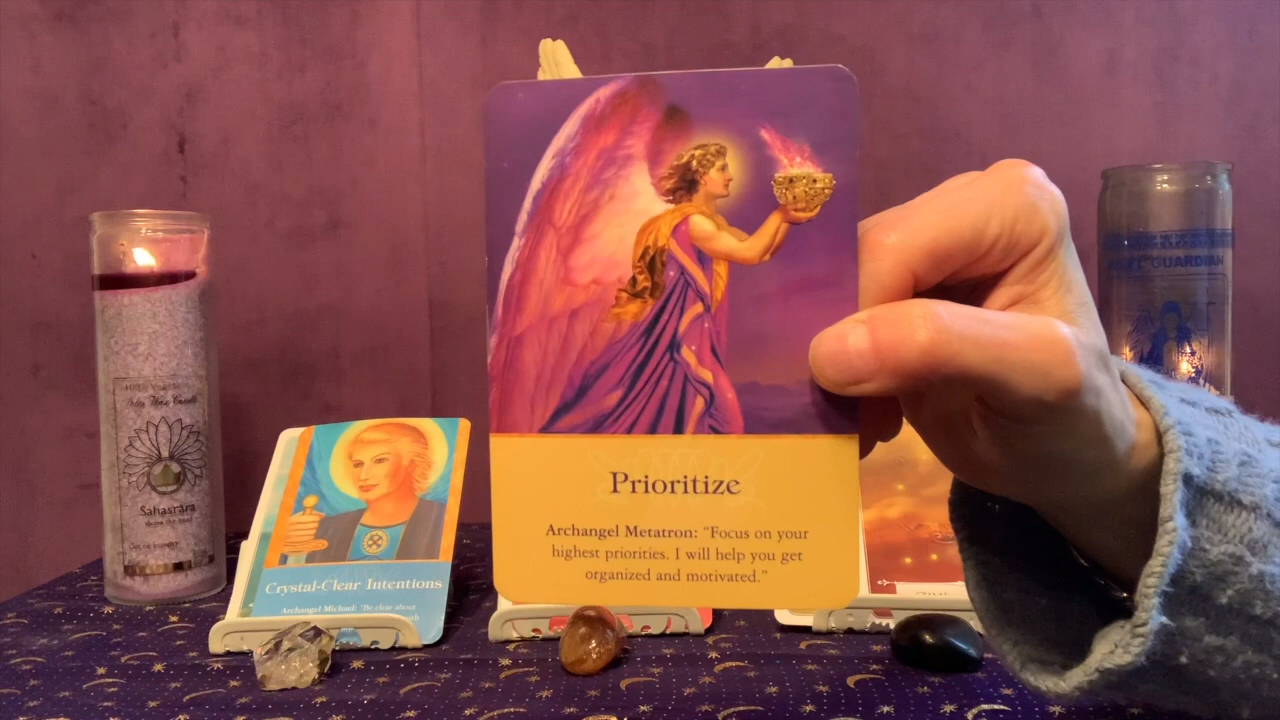 Sahasrara
GUARDIAN
Crystal-Clear Intentions
Archangel Michael: "Be clear about
Prioritize
Archangel Metatron: “Focus on your
highest priorities. I will help you get
organized and motivated.”